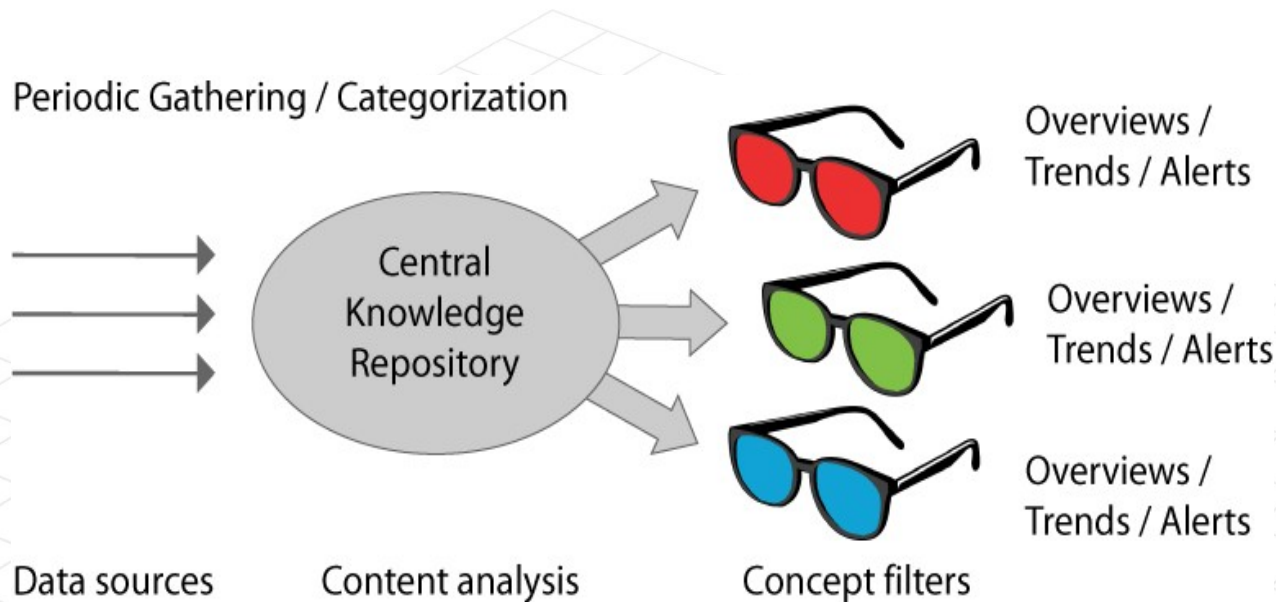 Periodic Gathering / Categorization
Overviews /
Trends / Alerts
Central
Knowledge
Repository
Overviews /
Trends / Alerts
Overviews /
Trends / Alerts
Data sources
Content analysis
Concept filters